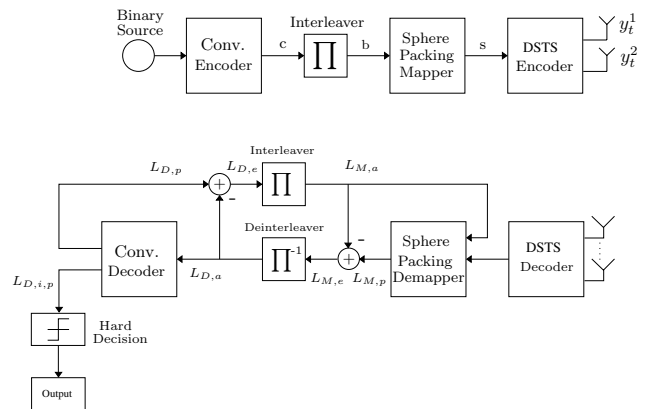 Binary
Source
Conv.
Encoder
c
Interleaver
∏
b
Sphere
Packing
Mapper
s
DSTS
Encoder
y_t^1
y_t^2
Interleaver
L_{D,p}
L_{D,e}
∏
L_{M,a}
+
-
Deinterleaver
Conv.
Decoder
L_{D,a}
∏^{-1}
L_{M,e}
+
-
L_{M,p}
Sphere
Packing
Demapper
DSTS
Decoder
L_{D,i,p}
Hard
Decision
Output